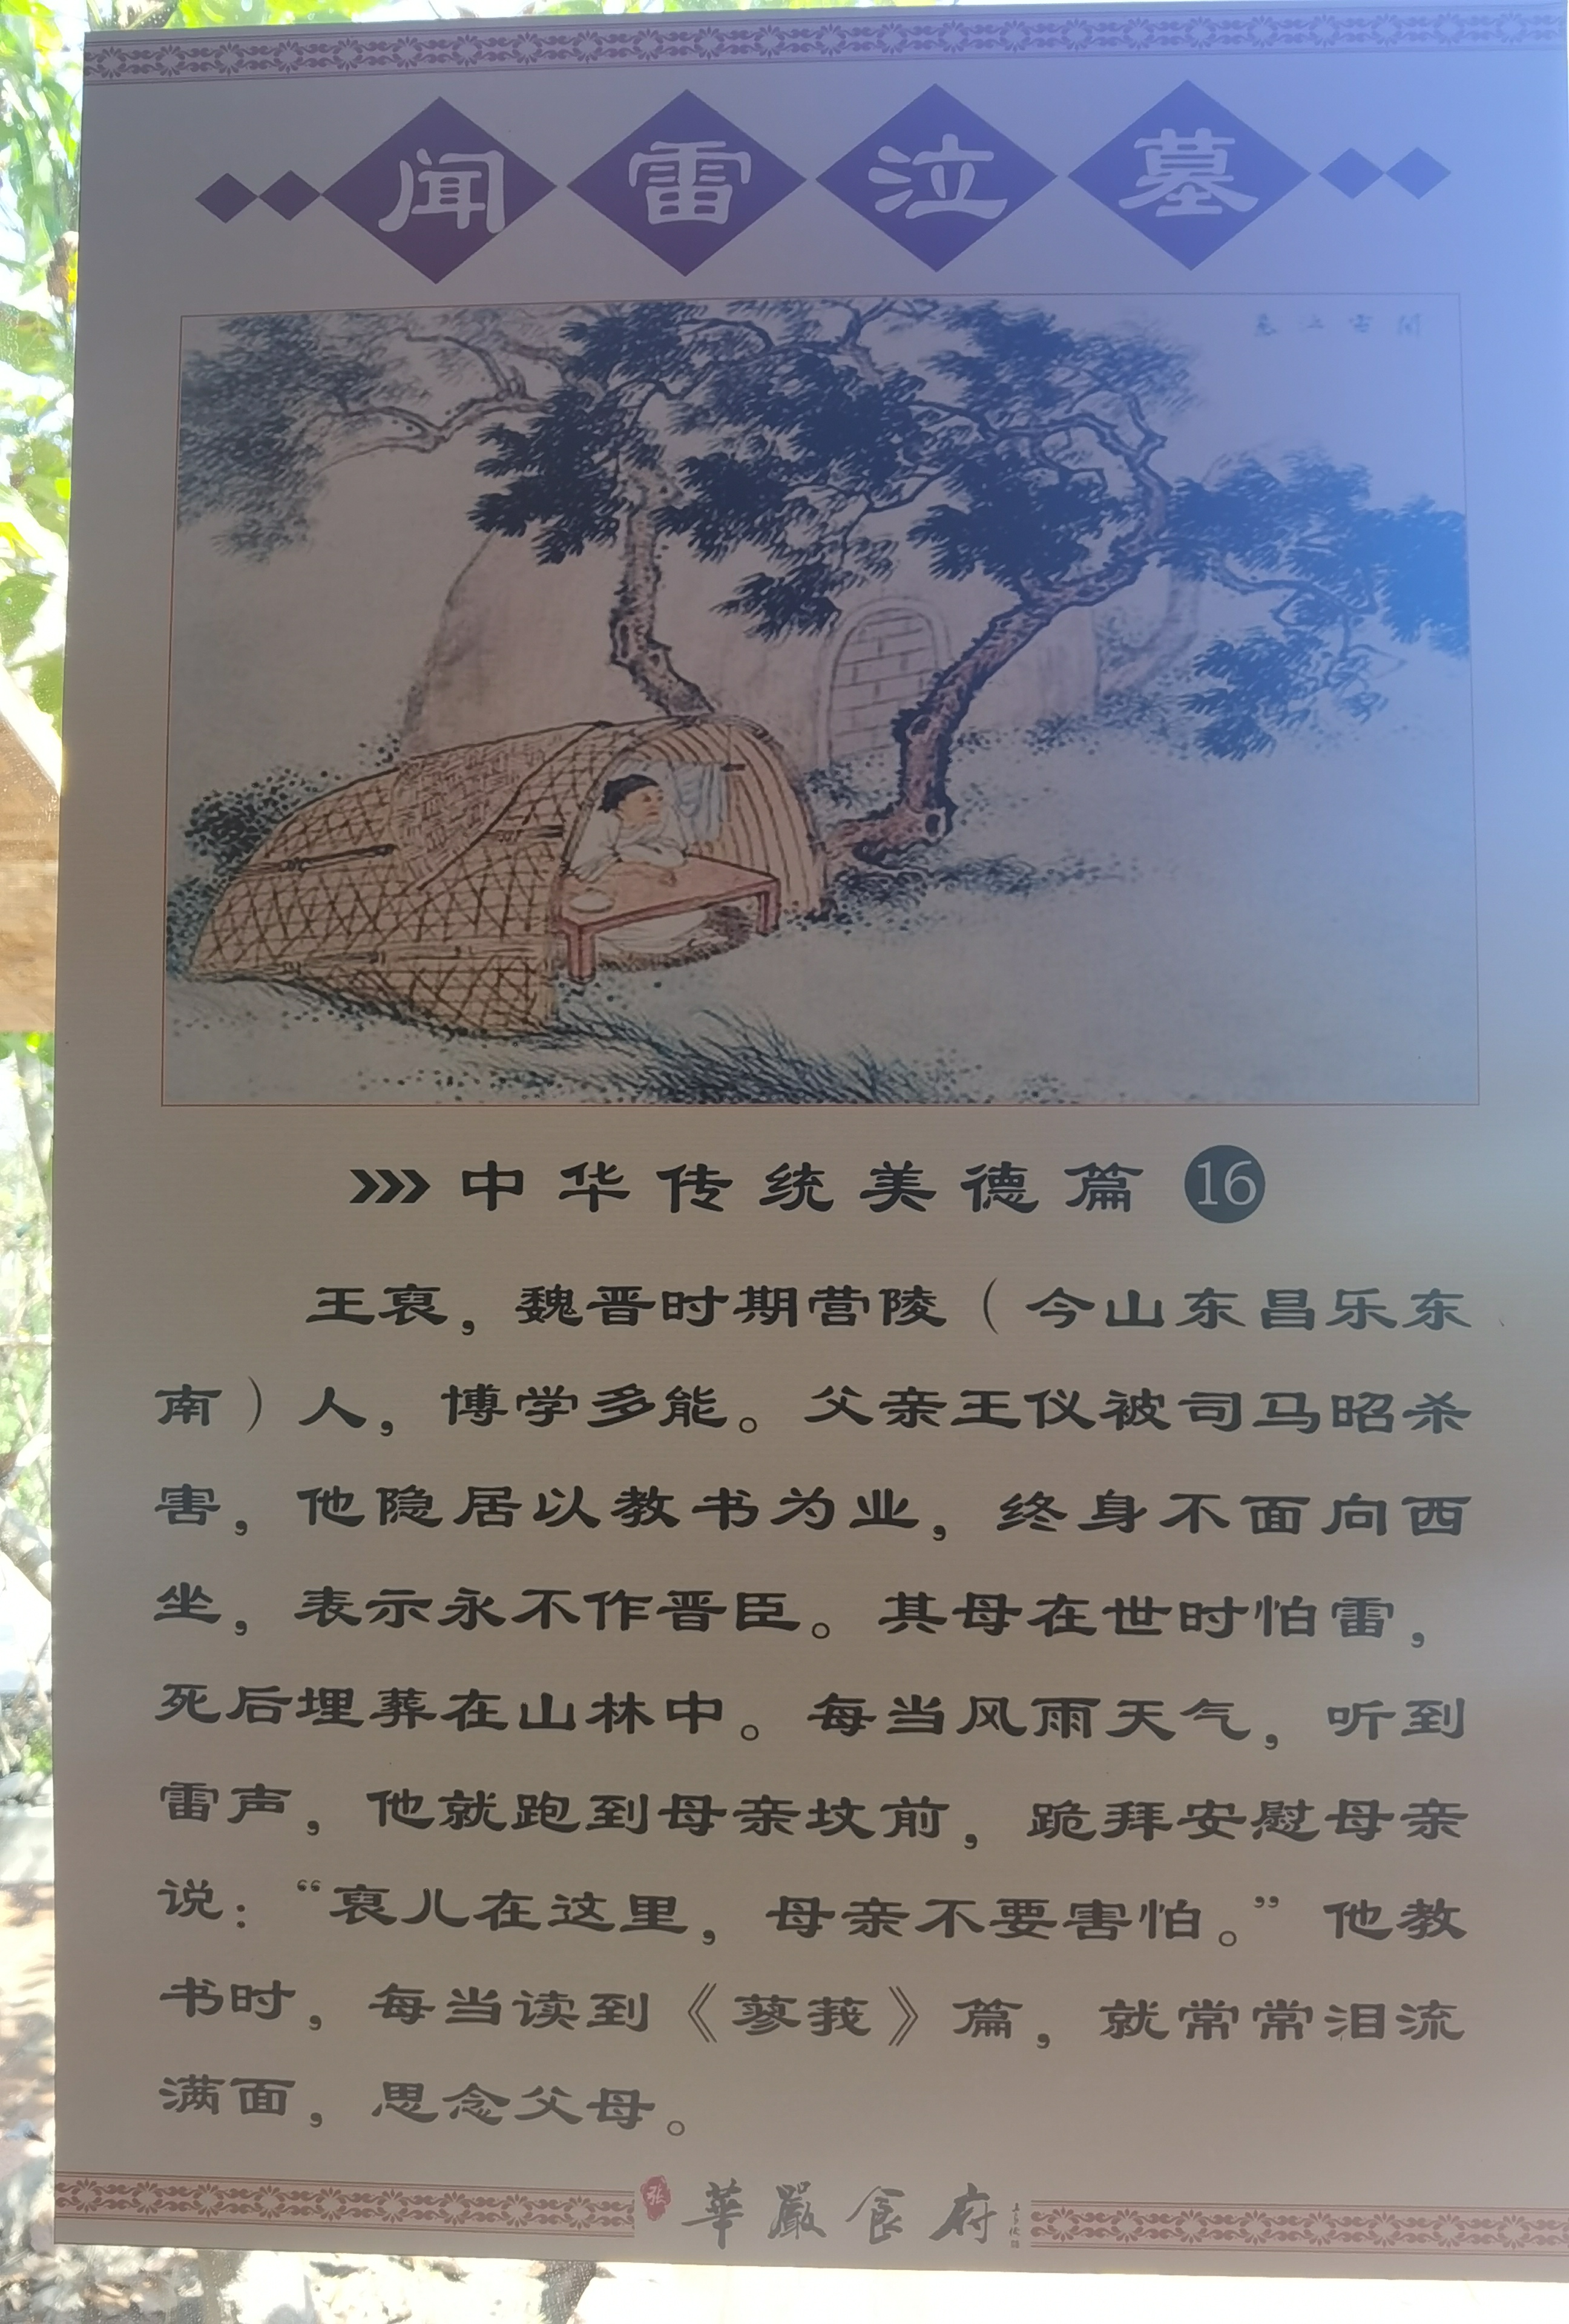 闻雷泣墓
闻雷泣墓
>>> 中华传统美德篇 16
王裒，魏晋时期营陵（今山东昌乐东
南）人，博学多能。父亲王仪被司马昭杀
害，他隐居以教书为业，终身不面向西
坐，表示永不作晋臣。其母在世时怕雷，
死后埋葬在山林中。每当风雨天气，听到
雷声，他就跑到母亲坟前，跪拜安慰母亲
说：“裒儿在这里，母亲不要害怕。”他教
书时，每当读到《蓼莪》篇，就常常泪流
满面，思念父母。
華嚴食府